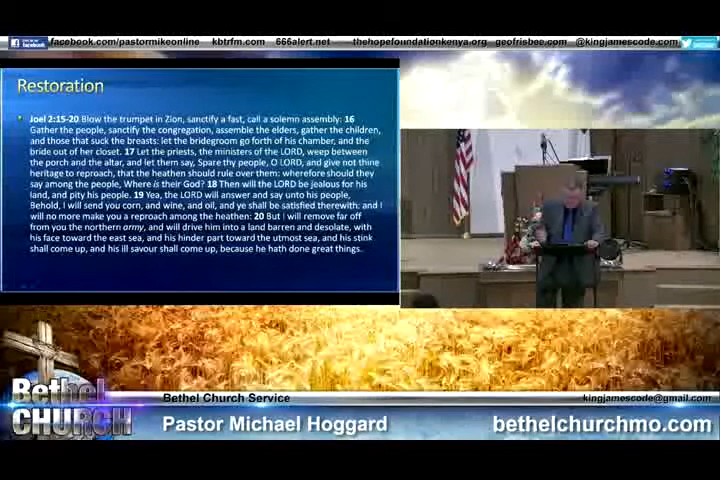 facebook.com/pastormikeonline kbtrfm.com 666alert.net thehopefoundationkenya.org geofrisbee.com @kingjamescode.com
Restoration
Joel 2:15-20 Blow the trumpet in Zion, sanctify a fast, call a solemn assembly: 16
Gather the people, sanctify the congregation, assemble the elders, gather the children,
and those that suck the breasts: let the bridegroom go forth of his chamber, and the
bride out of her closet. 17 Let the priests, the ministers of the LORD, weep between
the porch and the altar, and let them say, Spare thy people, O LORD, and give not thine
heritage to reproach, that the heathen should rule over them: wherefore should they
say among the people, Where is their God? 18 Then will the LORD be jealous for his
land, and pity his people. 19 Yea, the LORD will answer and say unto his people,
Behold, I will send you corn, and wine, and oil, and ye shall be satisfied therewith: and I
will no more make you a reproach among the heathen: 20 But I will remove far off
from you the northern army, and will drive him into a land barren and desolate, with
his face toward the east sea, and his hinder part toward the utmost sea, and his stink
shall come up, and his ill savour shall come up, because he hath done great things.
Bethel
CHURCH
Bethel Church Service kingjamescode@gmail.com
Pastor Michael Hoggard bethelchurchmo.com